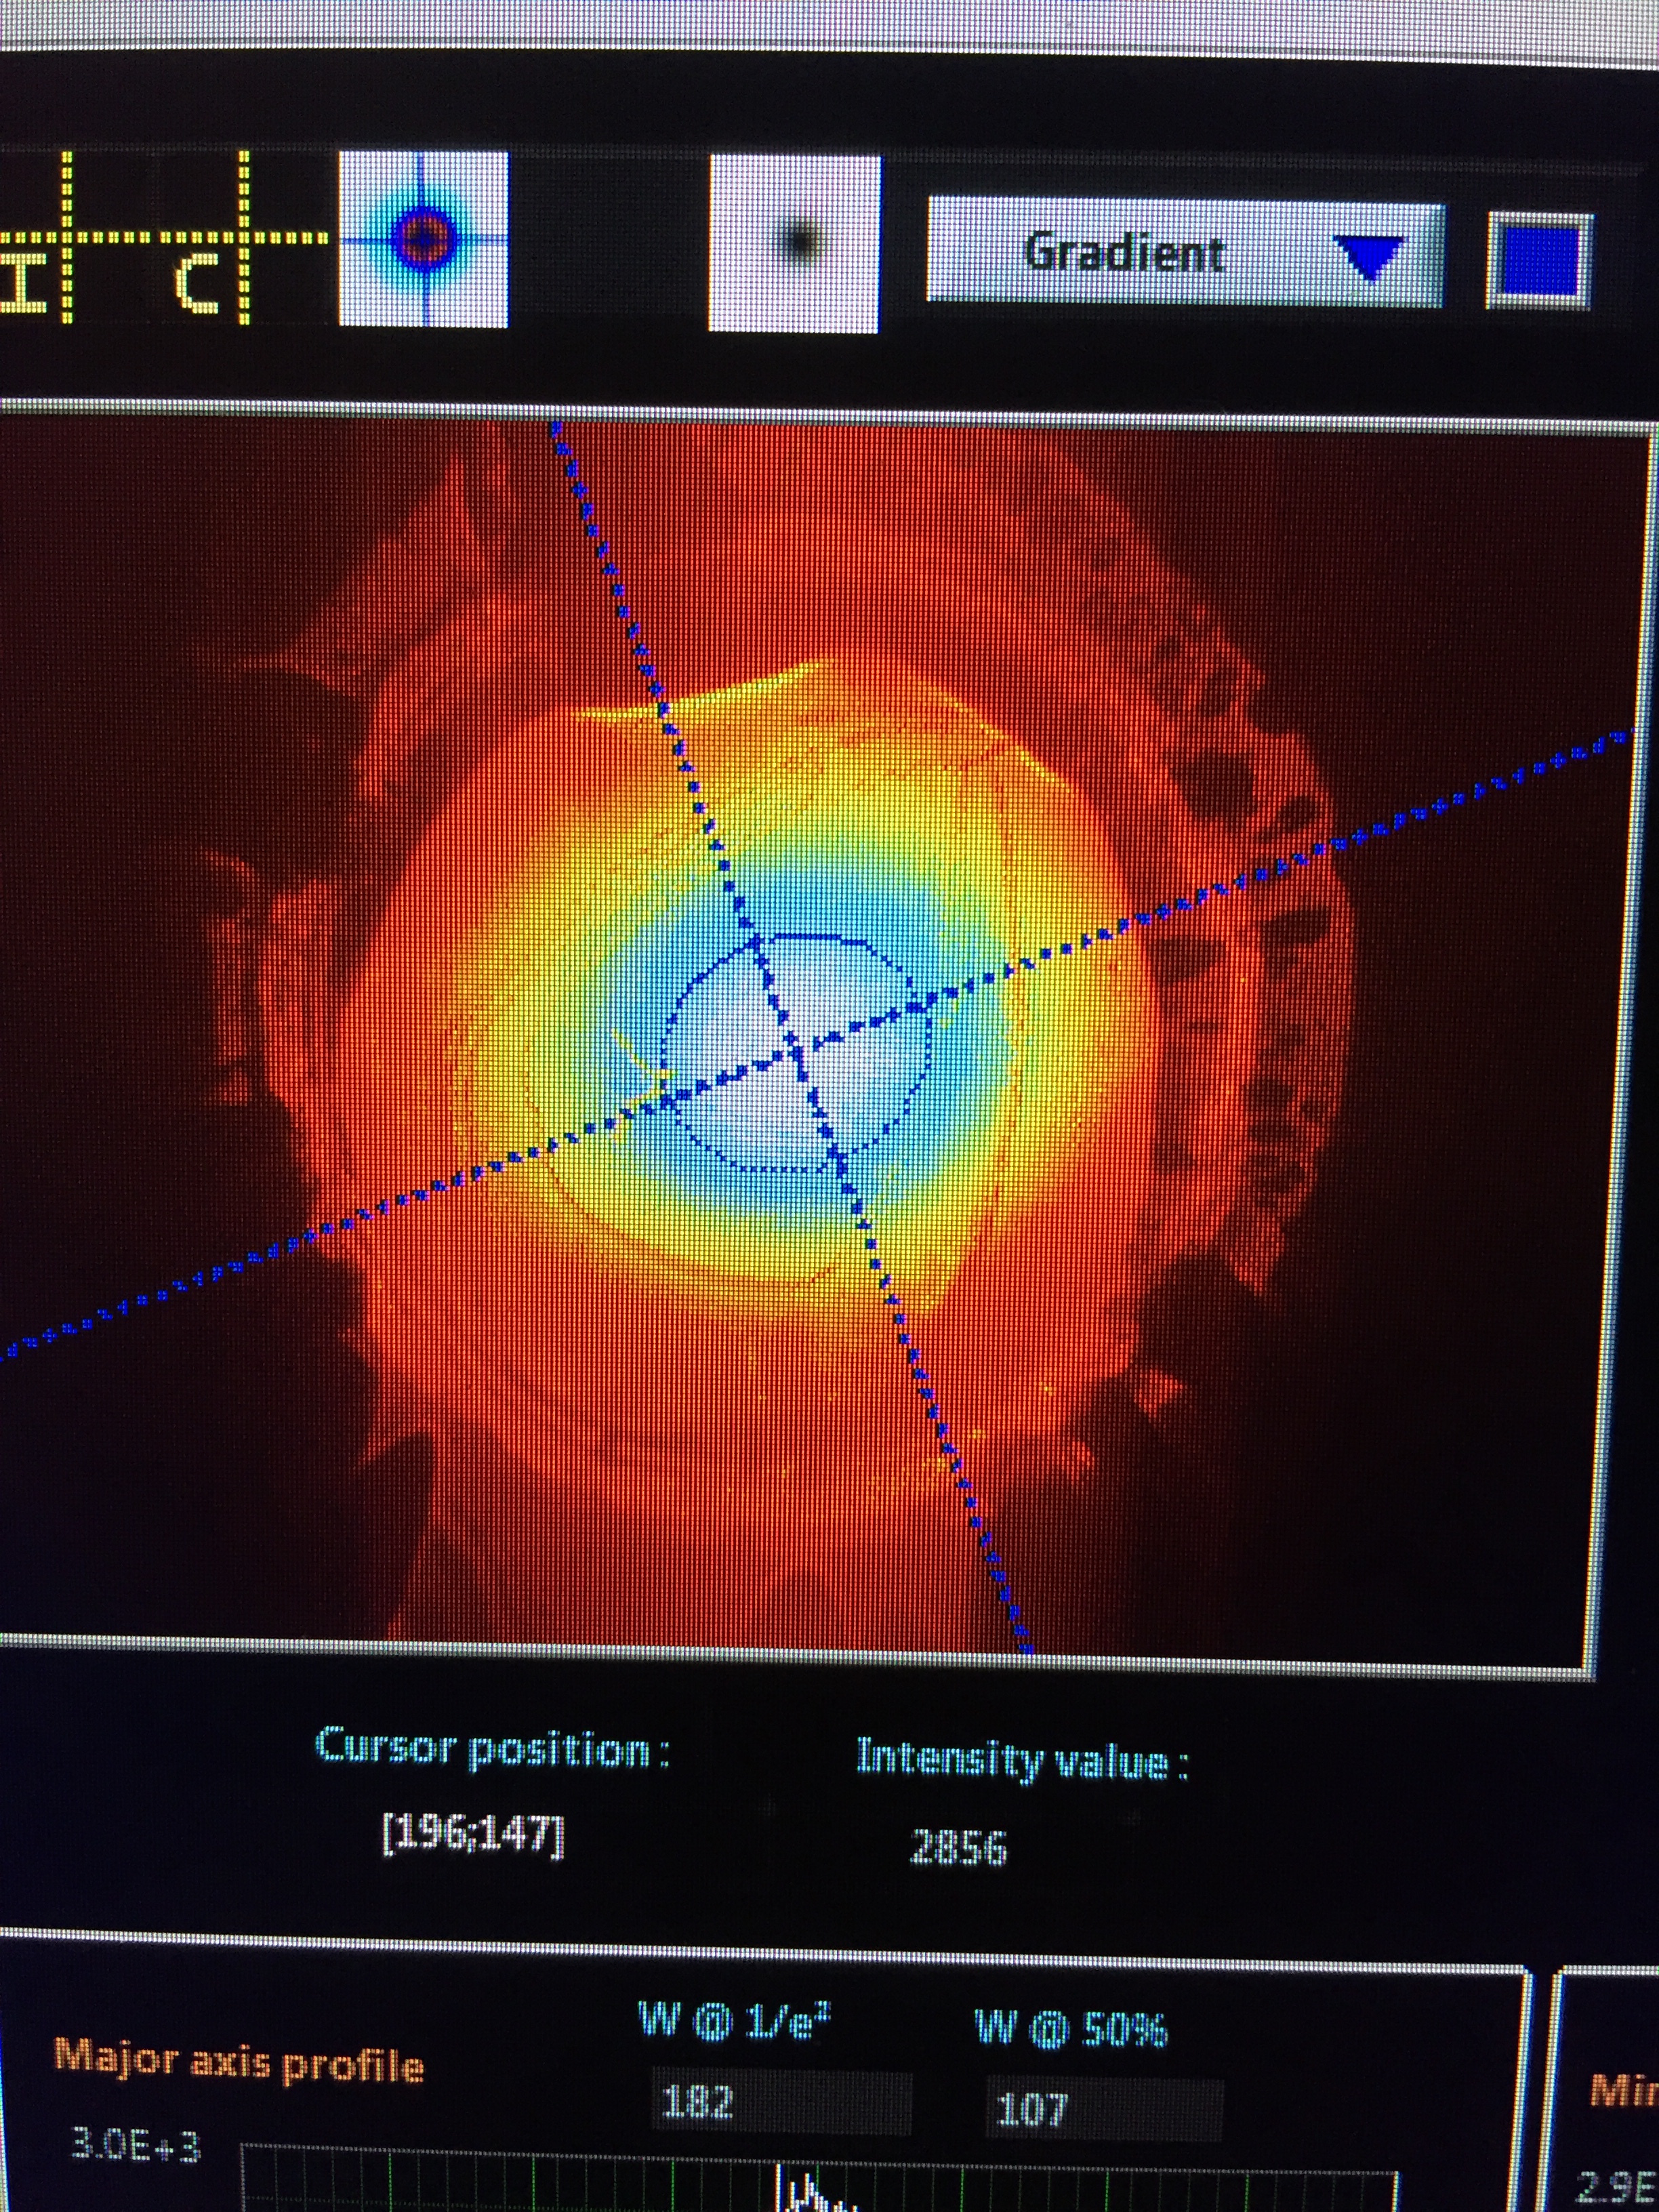 H C
Gradient
Cursor position :
Intensity value :
[196;147]
2856
Major axis profile
W @ 1/e²
W @ 50%
182
107
3.0E+3